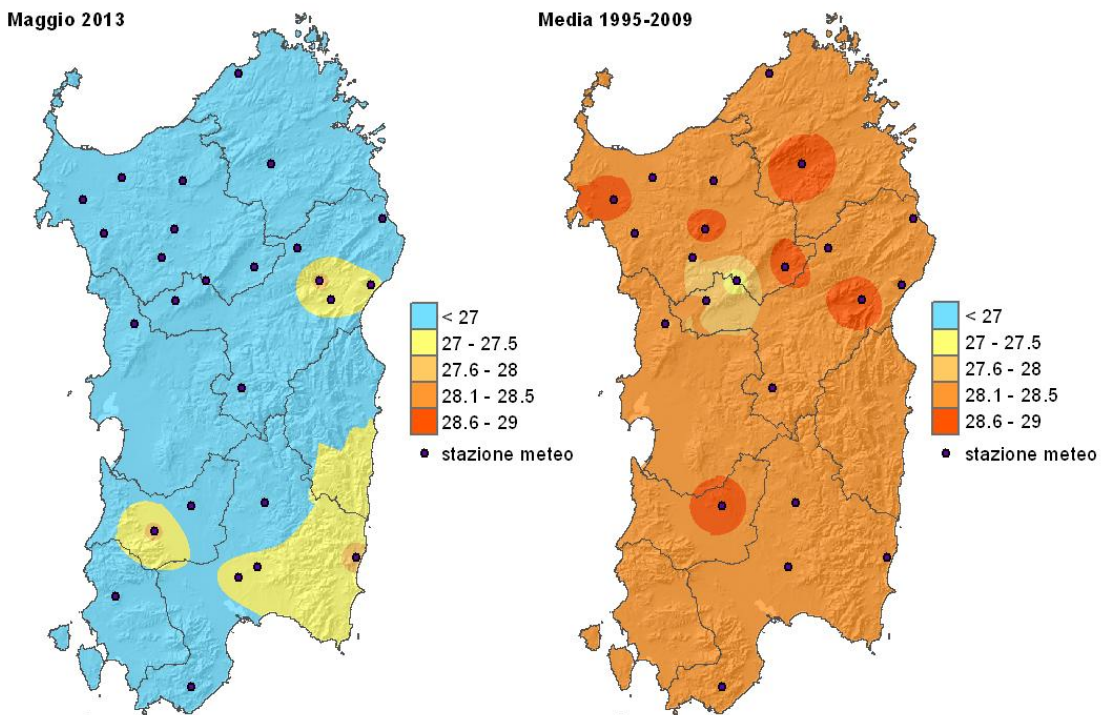 Maggio 2013
< 27
27 - 27.5
27.6 - 28
28.1 - 28.5
28.6 - 29
stazione meteo
Media 1995-2009
< 27
27 - 27.5
27.6 - 28
28.1 - 28.5
28.6 - 29
stazione meteo